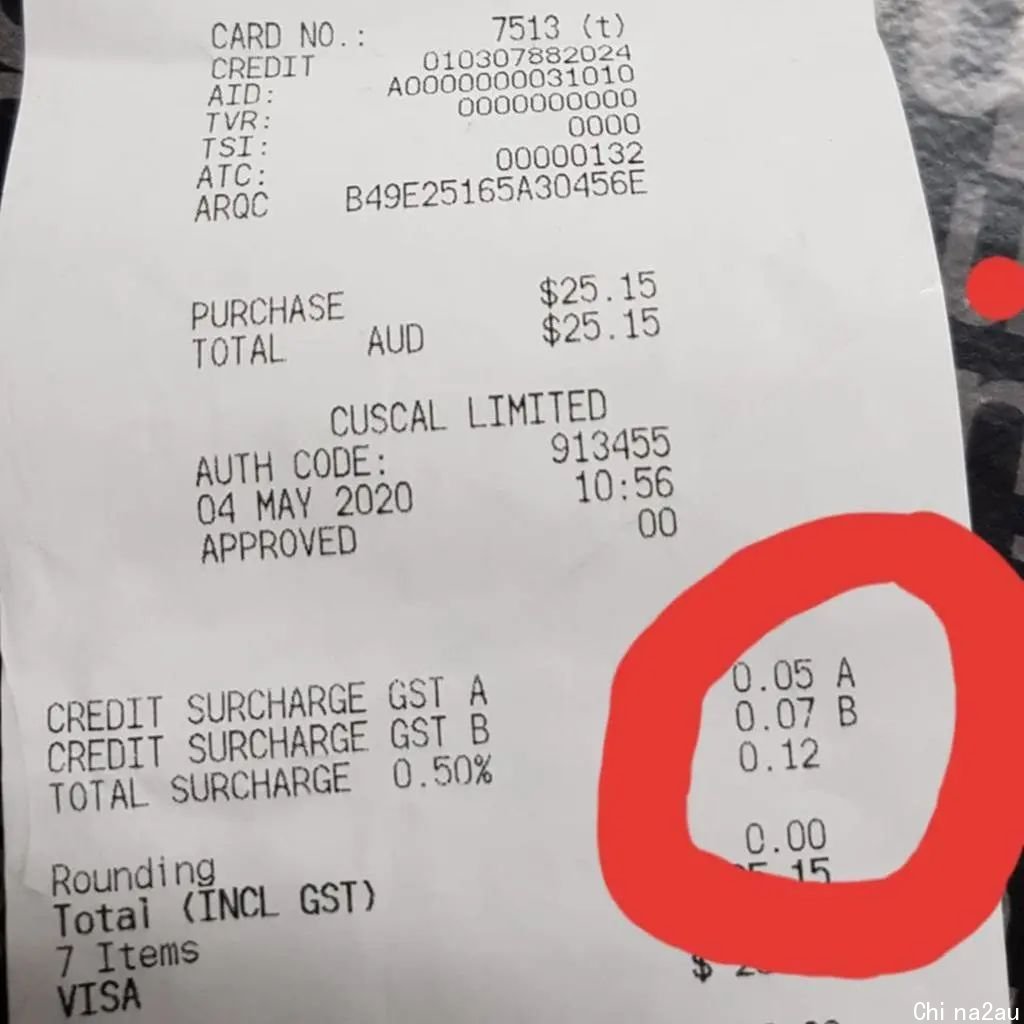 CARD NO.: 7513 (t)
CREDIT 010307882024
AID: A0000000031010
TVR: 0000000000
TSI: 0000
ATC: 00000132
ARQC B49E25165A30456E
PURCHASE $25.15
TOTAL AUD $25.15
CUSCAL LIMITED
AUTH CODE: 913455
04 MAY 2020 10:56
APPROVED 00
CREDIT SURCHARGE GST A 0.05 A
CREDIT SURCHARGE GST B 0.07 B
TOTAL SURCHARGE 0.50% 0.12
Rounding 0.00
Total (INCL GST)
7 Items
VISA $
China2au